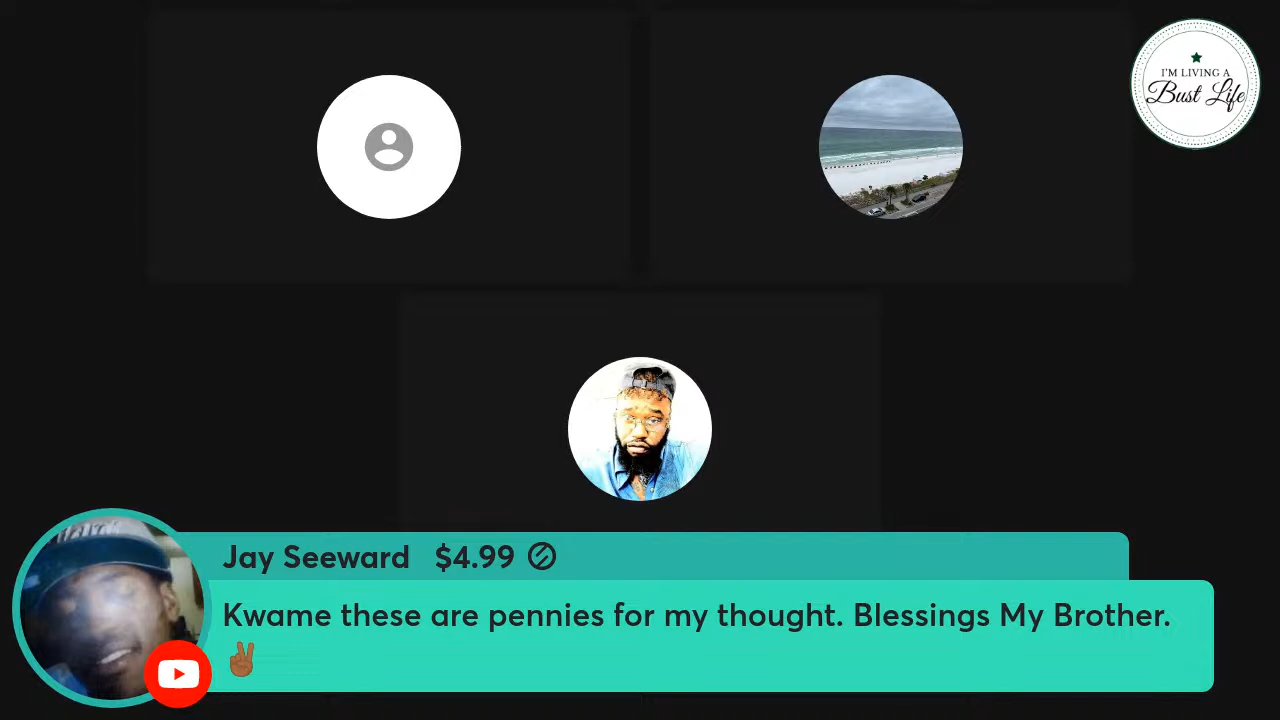 I'M LIVING A
Bust Life
Jay Seeward $4.99
Kwame these are pennies for my thought. Blessings My Brother.
✌🏾